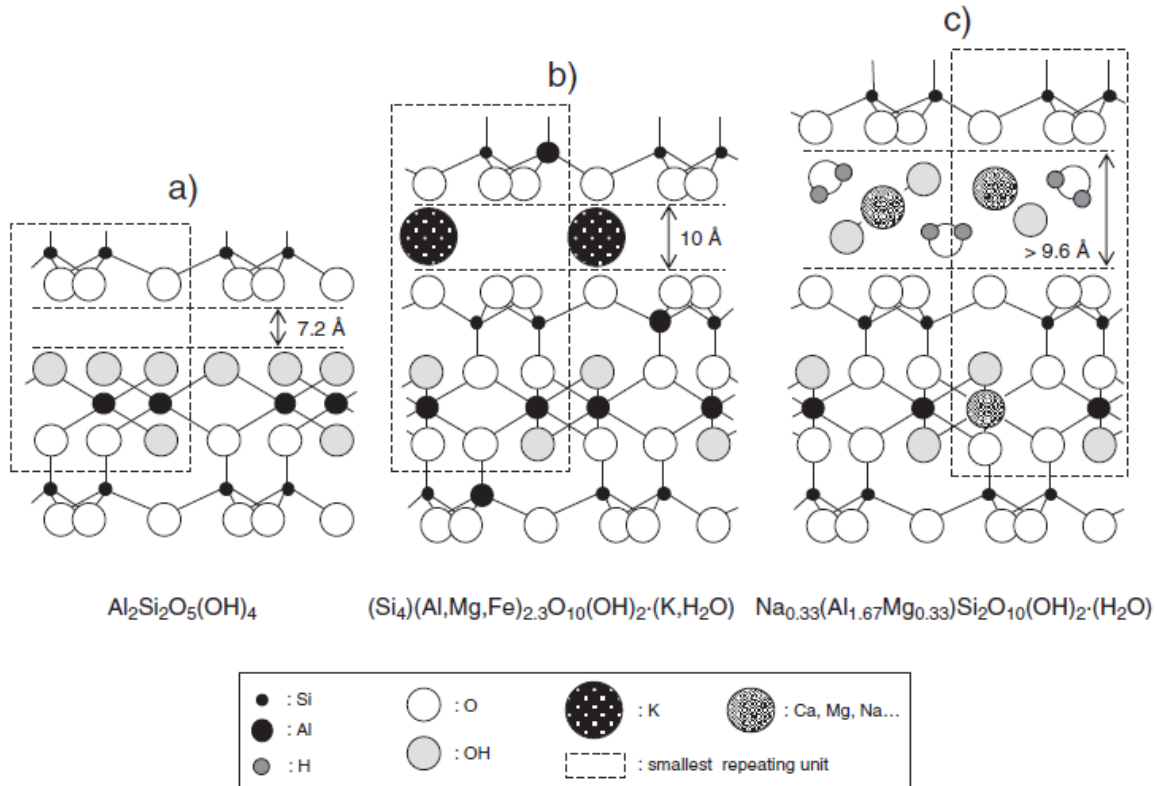 a)
b)
c)
7.2 Å
10 Å
> 9.6 Å
Al₂Si₂O₅(OH)₄
(Si₄)(Al,Mg,Fe)₂.₃O₁₀(OH)₂·(K,H₂O)
Na₀.₃₃(Al₁.₆₇Mg₀.₃₃)Si₂O₁₀(OH)₂·(H₂O)
: Si
: Al
: H
: O
: OH
: K
: Ca, Mg, Na...
: smallest repeating unit